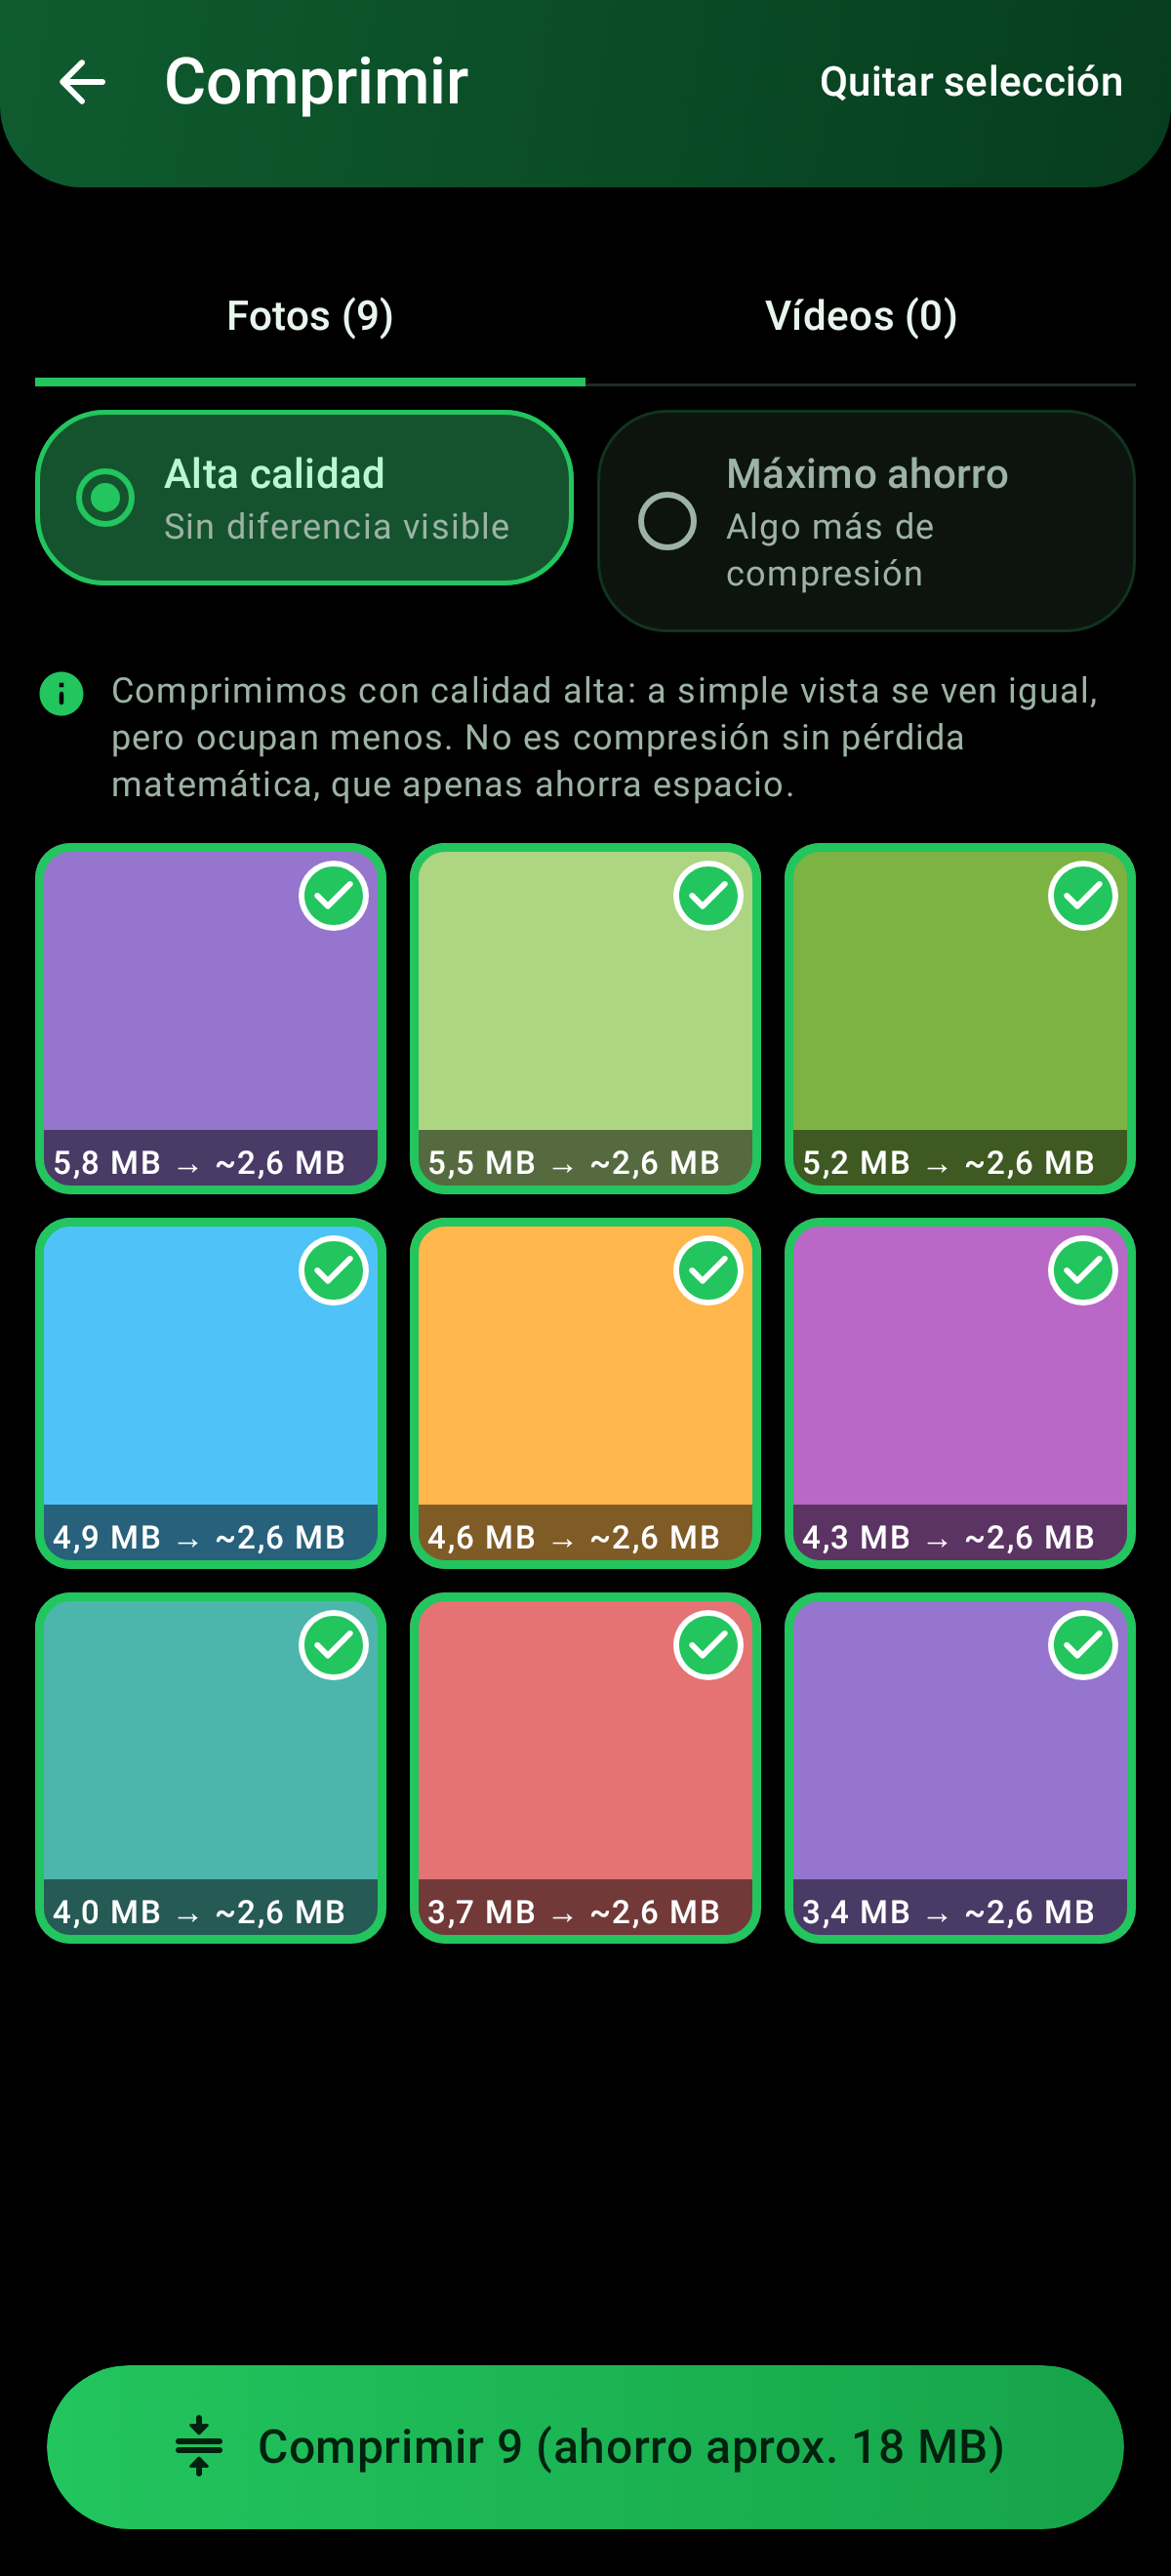 Comprimir
Quitar selección
Fotos (9)
Vídeos (0)
Alta calidad
Sin diferencia visible
Máximo ahorro
Algo más de
compresión
Comprimimos con calidad alta: a simple vista se ven igual,
pero ocupan menos. No es compresión sin pérdida
matemática, que apenas ahorra espacio.
5,8 MB → ~2,6 MB
5,5 MB → ~2,6 MB
5,2 MB → ~2,6 MB
4,9 MB → ~2,6 MB
4,6 MB → ~2,6 MB
4,3 MB → ~2,6 MB
4,0 MB → ~2,6 MB
3,7 MB → ~2,6 MB
3,4 MB → ~2,6 MB
Comprimir 9 (ahorro aprox. 18 MB)